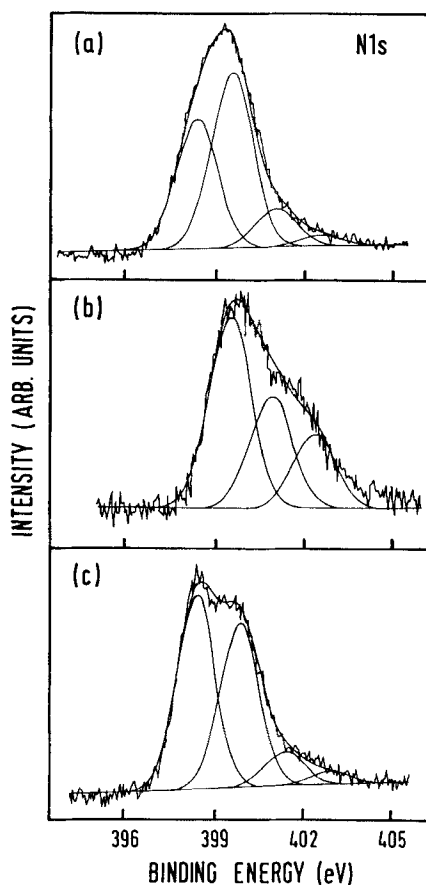 (a)
N1s
(b)
(c)
INTENSITY (ARB. UNITS)
396 399 402 405
BINDING ENERGY (eV)